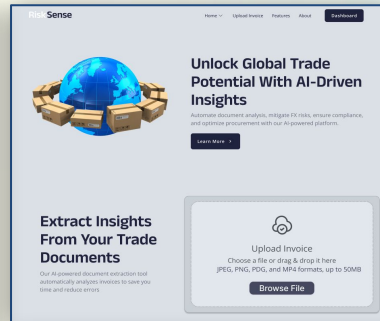 RiskSense
Home
Upload Invoice
Features
About
Dashboard
Unlock Global Trade
Potential With AI-Driven
Insights
Automate document analysis, mitigate FX risks, ensure compliance,
and optimize procurement with our AI-powered platform.
Learn More
Extract Insights
From Your Trade
Documents
Our AI-powered document extraction tool
automatically analyzes invoices to save you
time and reduce errors
Upload Invoice
Choose a file or drag & drop it here
JPEG, PNG, PDG, and MP4 formats, up to 50MB
Browse File